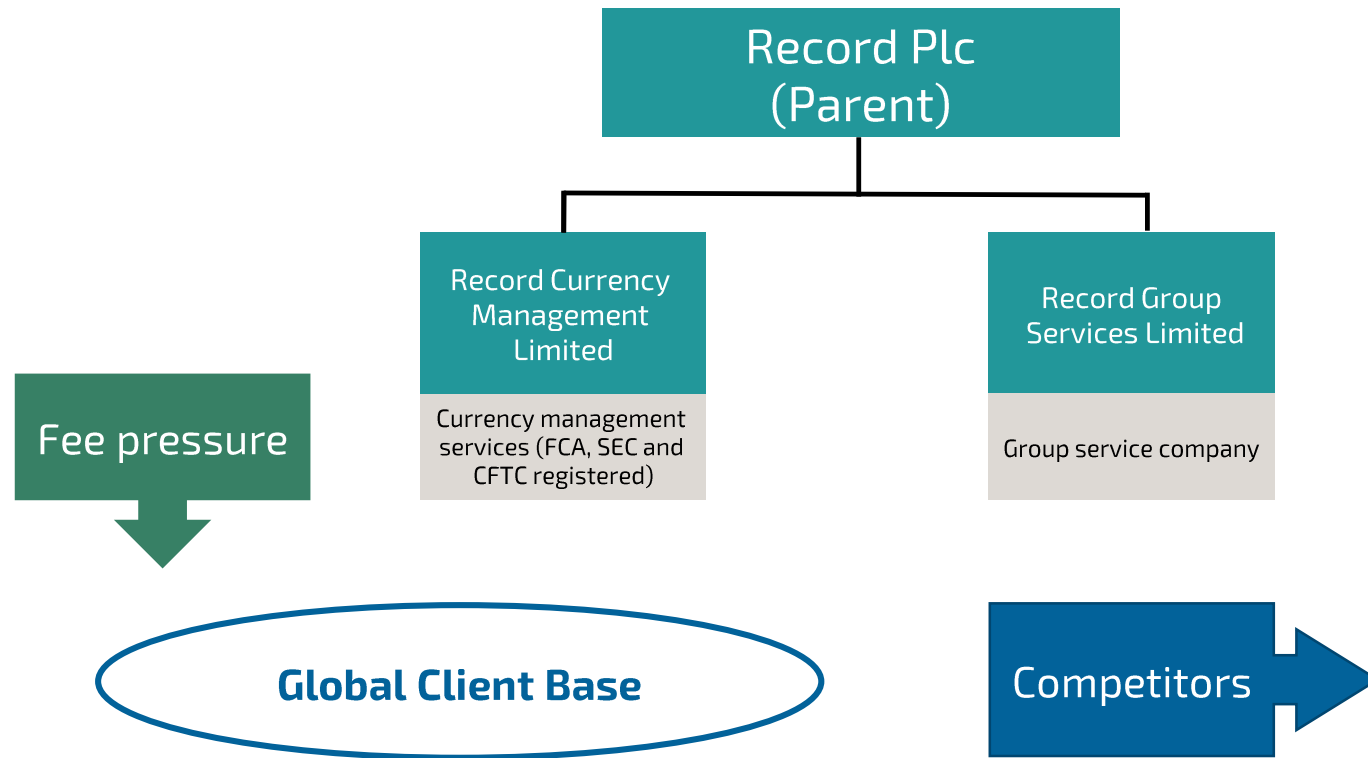 Record Plc
(Parent)
Record Currency
Management
Limited
Currency management
services (FCA, SEC and
CFTC registered)
Record Group
Services Limited
Group service company
Fee pressure
Global Client Base
Competitors